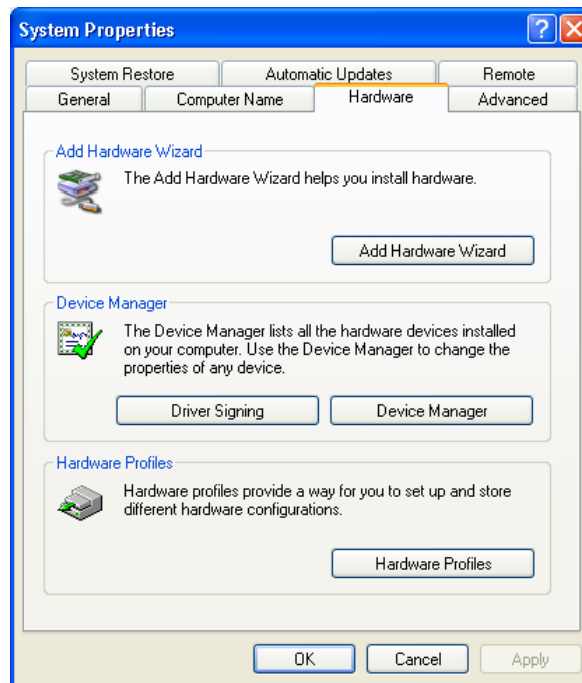 System Properties
System Restore
Automatic Updates
Remote
General
Computer Name
Hardware
Advanced
Add Hardware Wizard
The Add Hardware Wizard helps you install hardware.
Add Hardware Wizard
Device Manager
The Device Manager lists all the hardware devices installed
on your computer. Use the Device Manager to change the
properties of any device.
Driver Signing
Device Manager
Hardware Profiles
Hardware profiles provide a way for you to set up and store
different hardware configurations.
Hardware Profiles
OK
Cancel
Apply